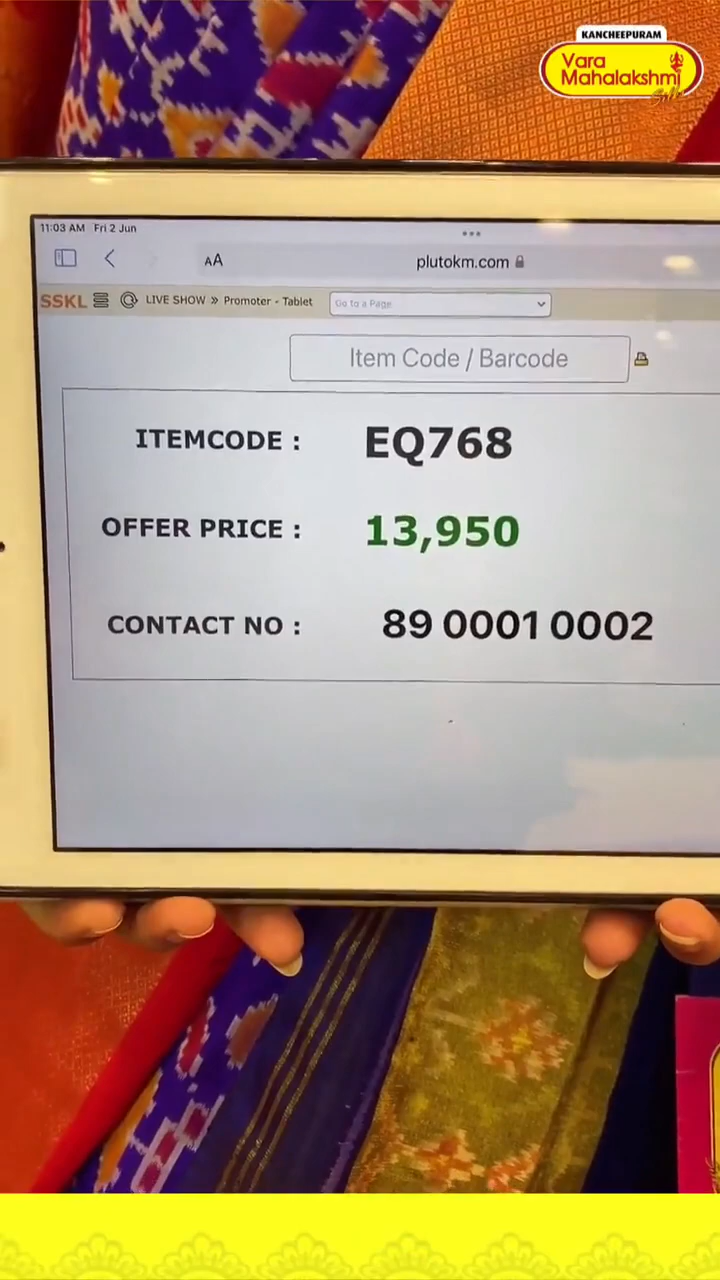 KANCHEEPURAM
Vara
Mahalakshmi
Silks
11:03 AM Fri 2 Jun
AA
plutokm.com
SSKL
LIVE SHOW » Promoter - Tablet
Go to a Page
Item Code / Barcode
ITEMCODE : EQ768
OFFER PRICE : 13,950
CONTACT NO : 89 0001 0002